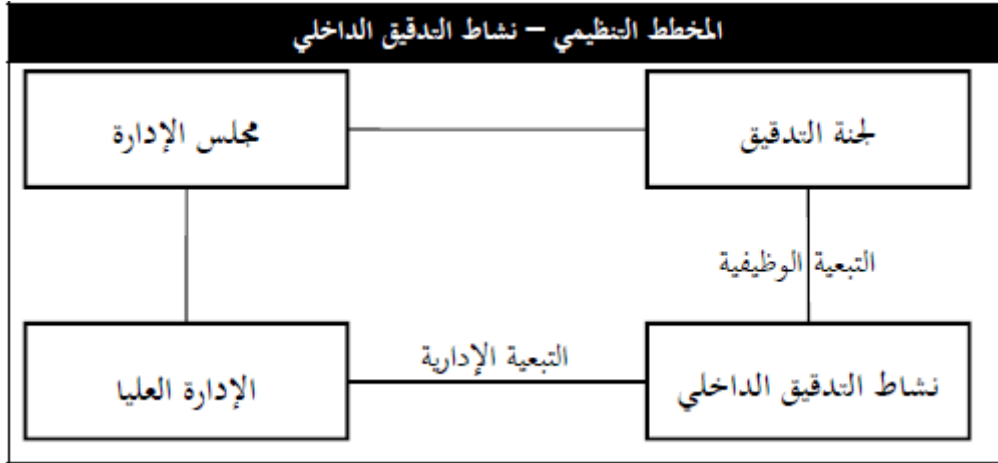 المخطط التنظيمي – نشاط التدقيق الداخلي
لجنة التدقيق
مجلس الإدارة
التبعية الوظيفية
نشاط التدقيق الداخلي
التبعية الإدارية
الإدارة العليا